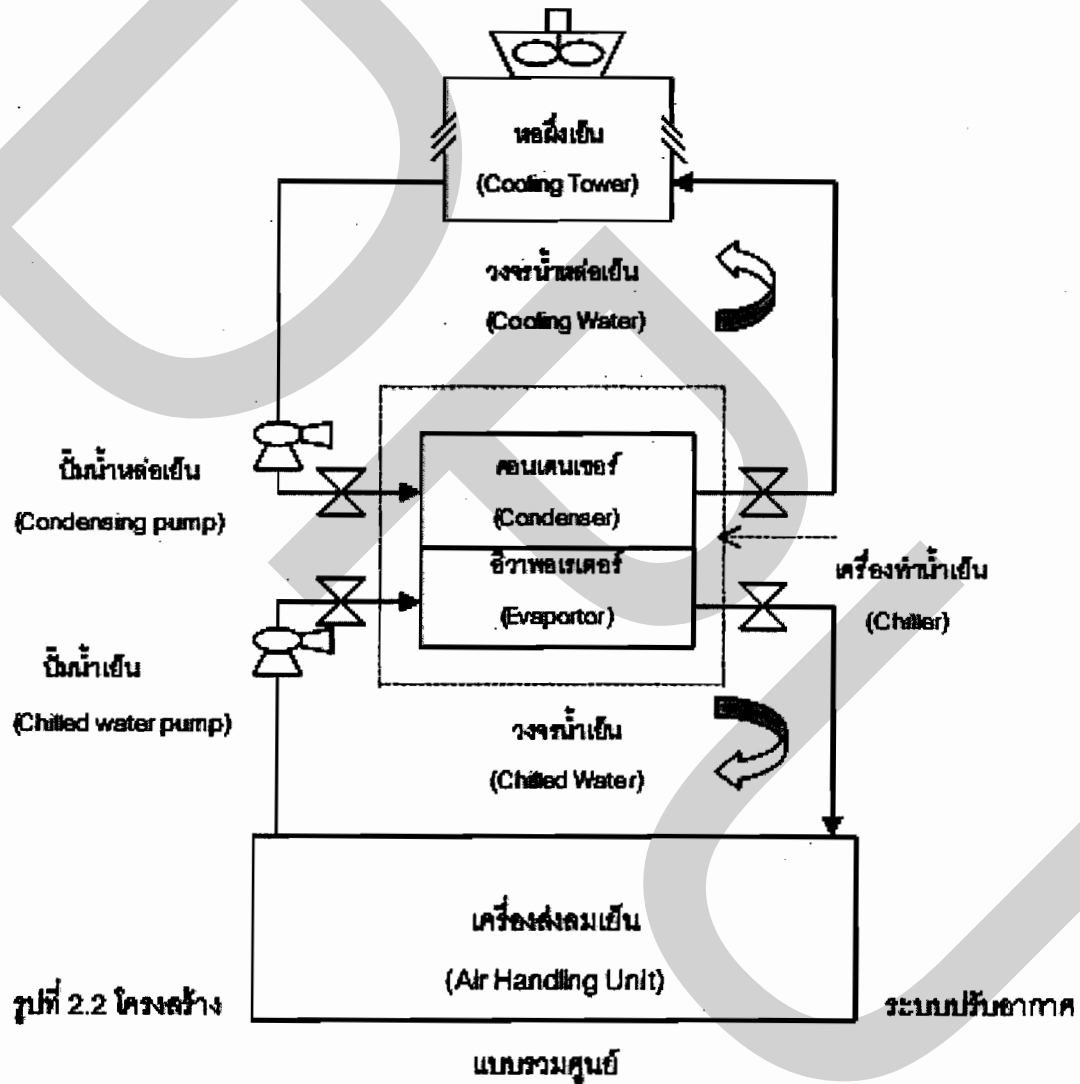 หอผึ่งเย็น
(Cooling Tower)
วงจรน้ำหล่อเย็น
(Cooling Water)
ปั๊มน้ำหล่อเย็น
(Condensing pump)
คอนเดนเซอร์
(Condenser)
อีวาพอเรเตอร์
(Evaportor)
เครื่องทำน้ำเย็น
(Chiller)
ปั๊มน้ำเย็น
(Chilled water pump)
วงจรน้ำเย็น
(Chilled Water)
เครื่องส่งลมเย็น
(Air Handling Unit)
รูปที่ 2.2 โครงสร้าง ระบบปรับอากาศ
แบบรวมศูนย์